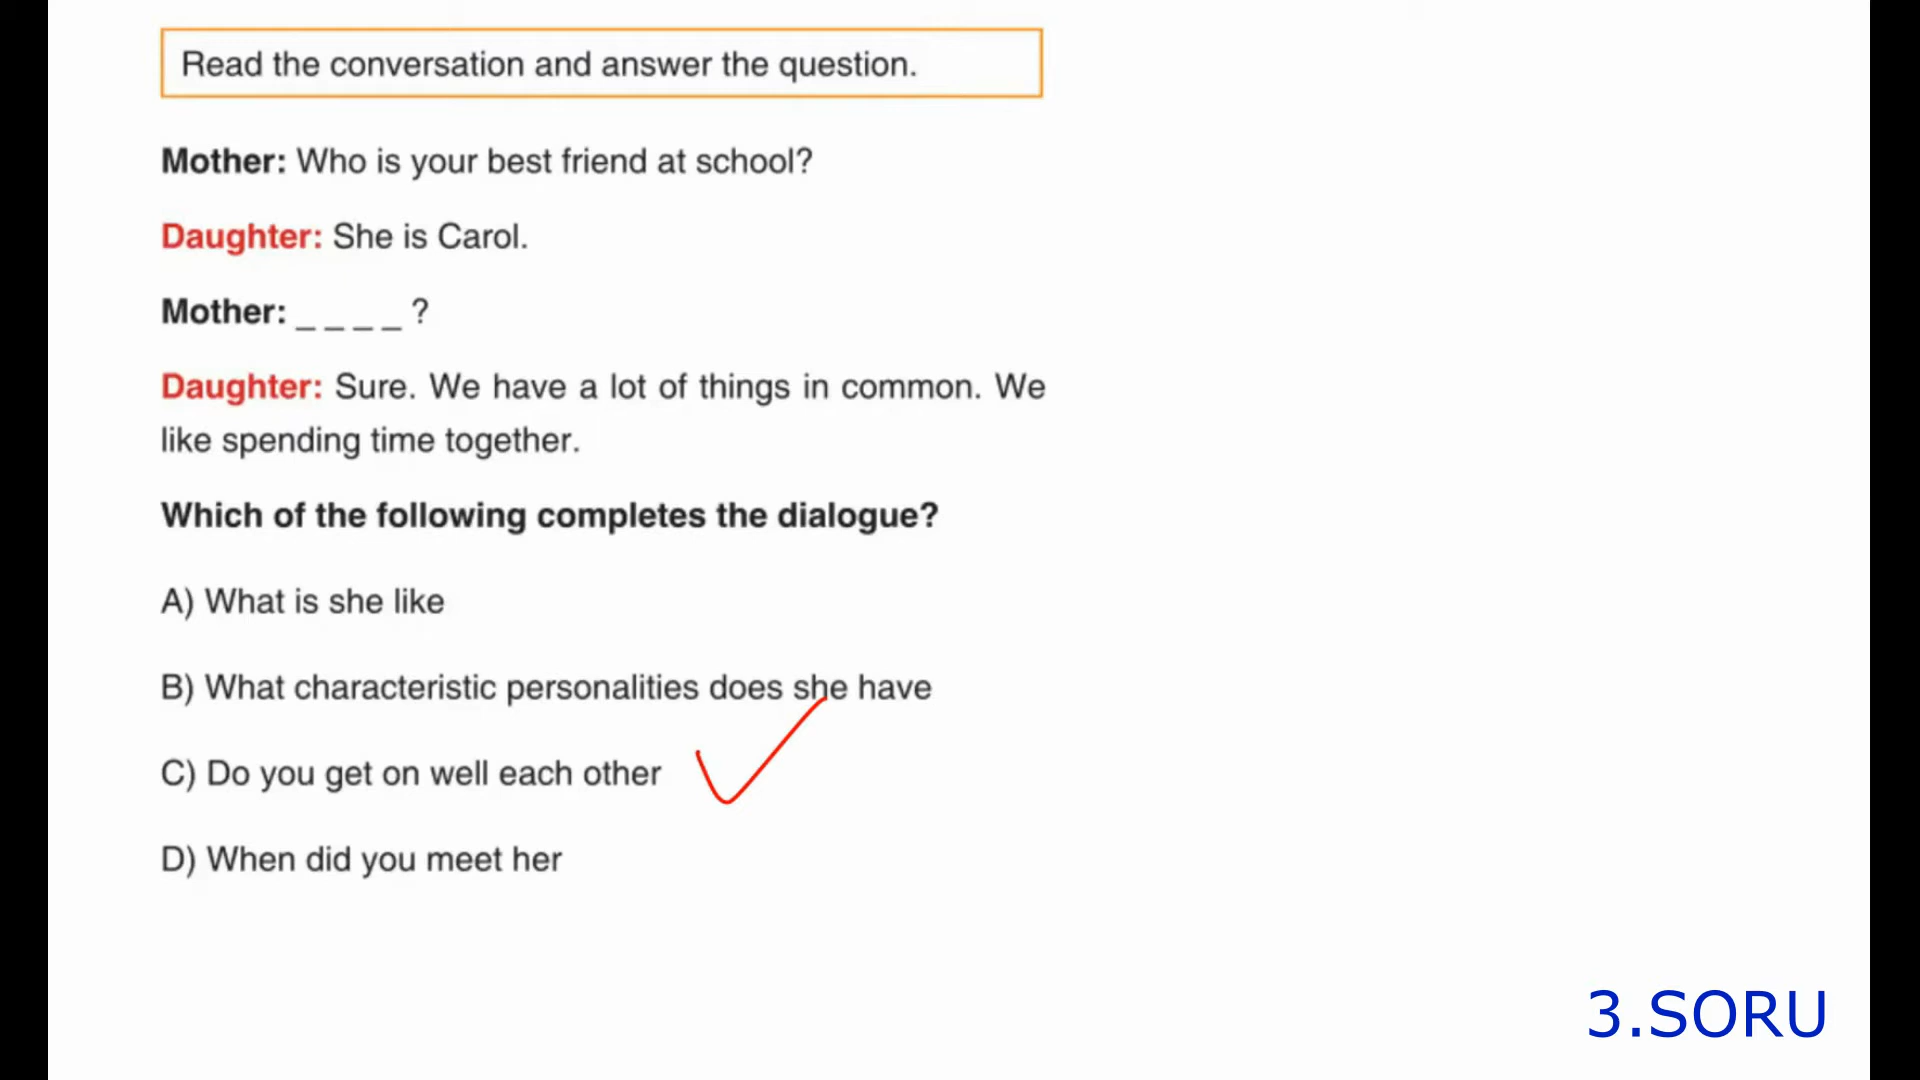 Read the conversation and answer the question.
Mother: Who is your best friend at school?
Daughter: She is Carol.
Mother: _ _ _ _ ?
Daughter: Sure. We have a lot of things in common. We
like spending time together.
Which of the following completes the dialogue?
A) What is she like
B) What characteristic personalities does she have
C) Do you get on well each other
D) When did you meet her
3.SORU